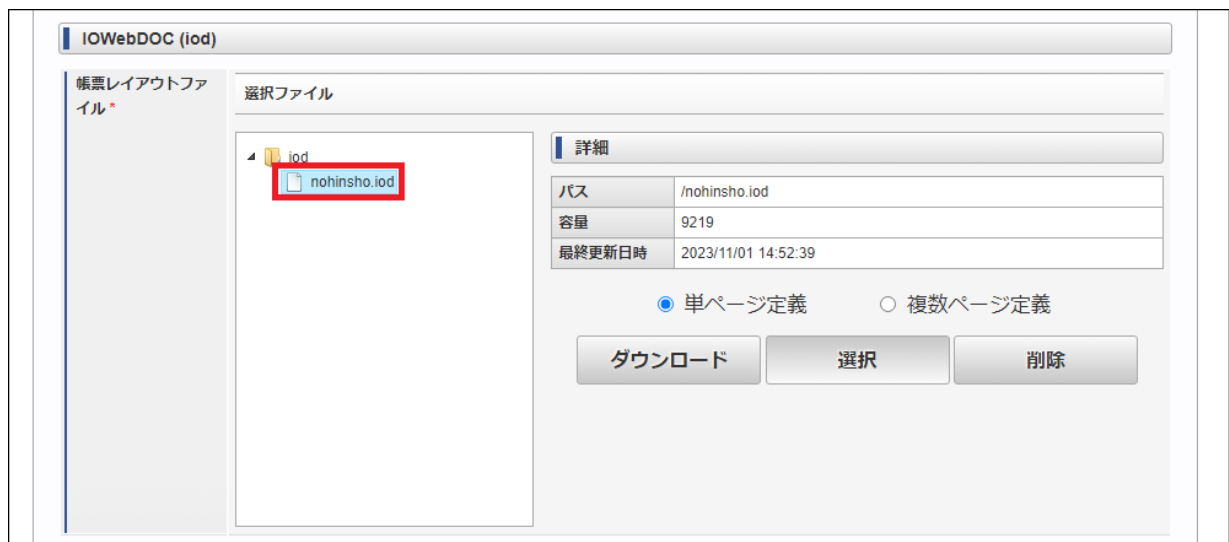 IOWebDOC (iod)
帳票レイアウトファ
イル *
選択ファイル
iod
nohinsho.iod
詳細
パス /nohinsho.iod
容量 9219
最終更新日時 2023/11/01 14:52:39
単ページ定義 複数ページ定義
ダウンロード 選択 削除